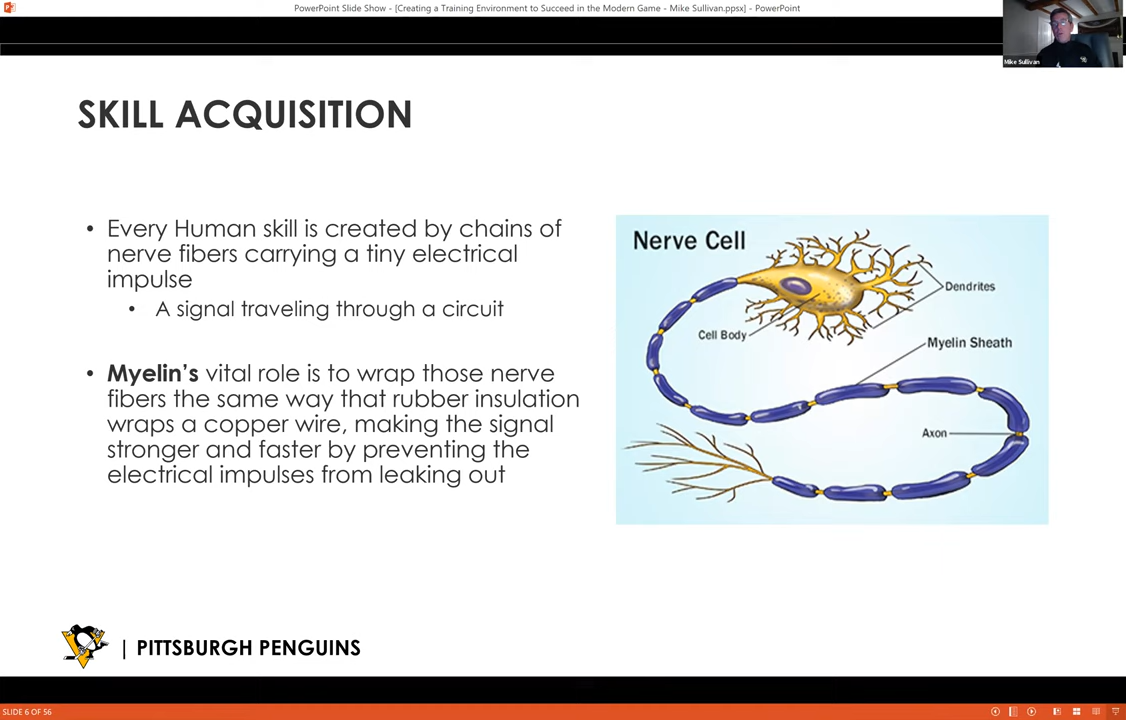 PowerPoint Slide Show - [Creating a Training Environment to Succeed in the Modern Game - Mike Sullivan.ppsx] - PowerPoint
Mike Sullivan
SKILL ACQUISITION
• Every Human skill is created by chains of
nerve fibers carrying a tiny electrical
impulse
• A signal traveling through a circuit
• Myelin's vital role is to wrap those nerve
fibers the same way that rubber insulation
wraps a copper wire, making the signal
stronger and faster by preventing the
electrical impulses from leaking out
Nerve Cell
Dendrites
Cell Body
Myelin Sheath
Axon
| PITTSBURGH PENGUINS
SLIDE 6 OF 56